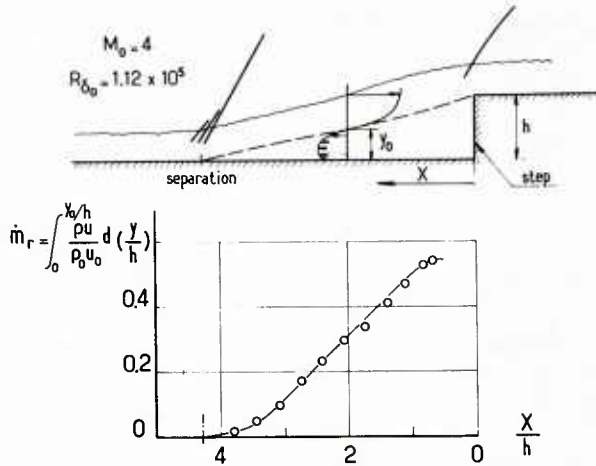 M₀ = 4
R_δ₀ = 1.12 x 10⁵
h
y₀
separation
X
step
ṁ_r = ∫₀^{y₀/h} ρu/ρ₀u₀ d(y/h)
0.4
0.2
0
4
2
0
X/h